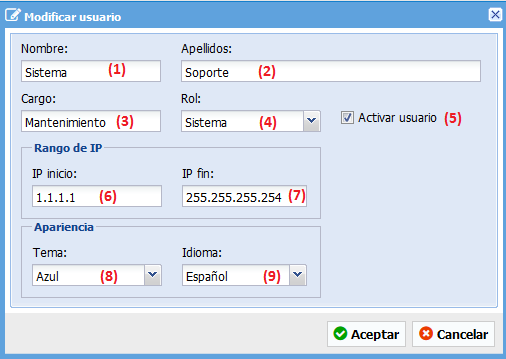 Modificar usuario
Nombre: Apellidos:
Sistema (1) Soporte (2)
Cargo: Rol:
Mantenimiento (3) Sistema (4) Activar usuario (5)
Rango de IP
IP inicio: IP fin:
1.1.1.1 (6) 255.255.255.254 (7)
Apariencia
Tema: Idioma:
Azul (8) Español (9)
Aceptar Cancelar